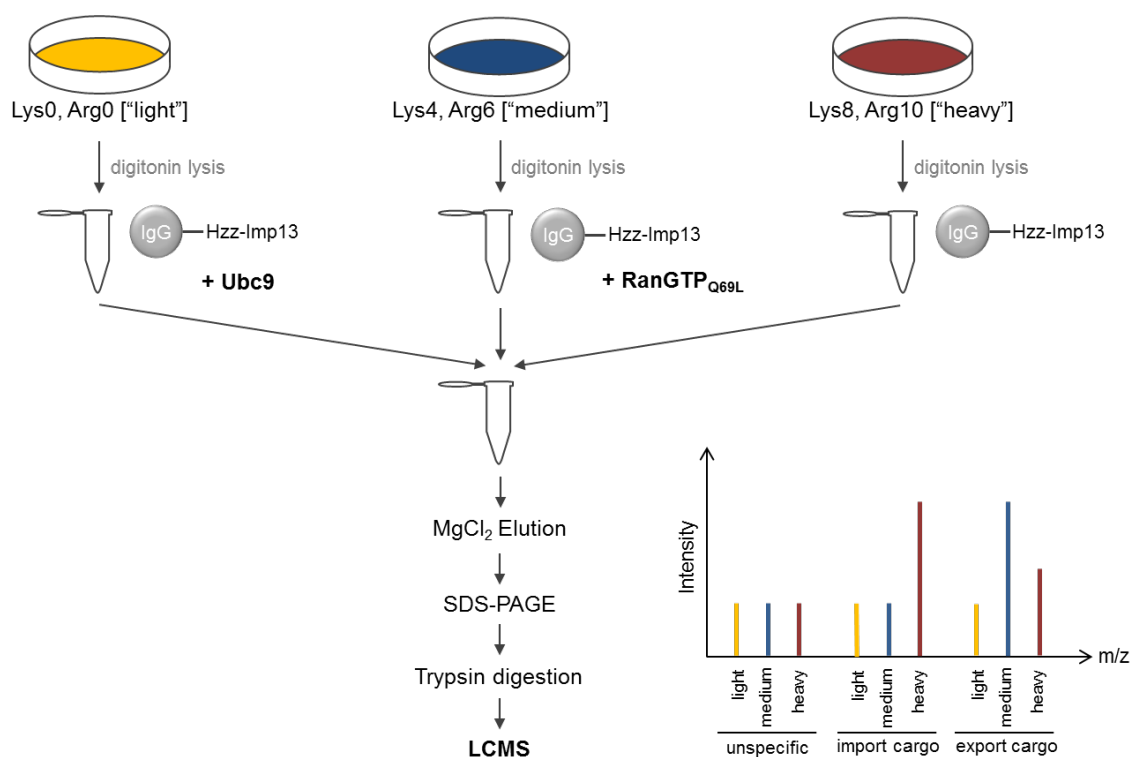 Lys0, Arg0 [“light”]
Lys4, Arg6 [“medium”]
Lys8, Arg10 [“heavy”]
digitonin lysis
digitonin lysis
digitonin lysis
IgG
Hzz-Imp13
IgG
Hzz-Imp13
IgG
Hzz-Imp13
+ Ubc9
+ RanGTPQ69L
MgCl2 Elution
SDS-PAGE
Trypsin digestion
LCMS
Intensity
m/z
light
medium
heavy
light
medium
heavy
light
medium
heavy
unspecific
import cargo
export cargo